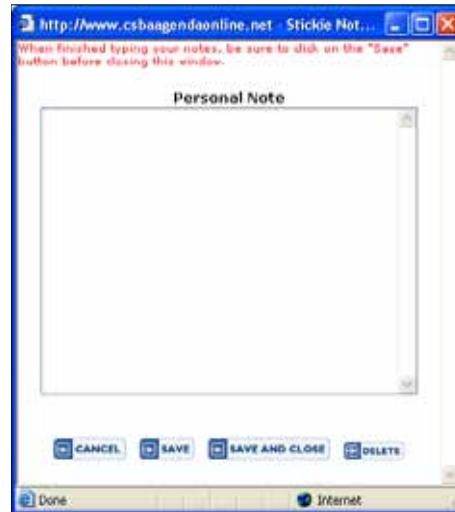 http://www.csbaagendaonline.net - Stickie Not...
When finished typing your notes, be sure to click on the "Save"
button before closing this window.
Personal Note
CANCEL SAVE SAVE AND CLOSE DELETE
Done Internet